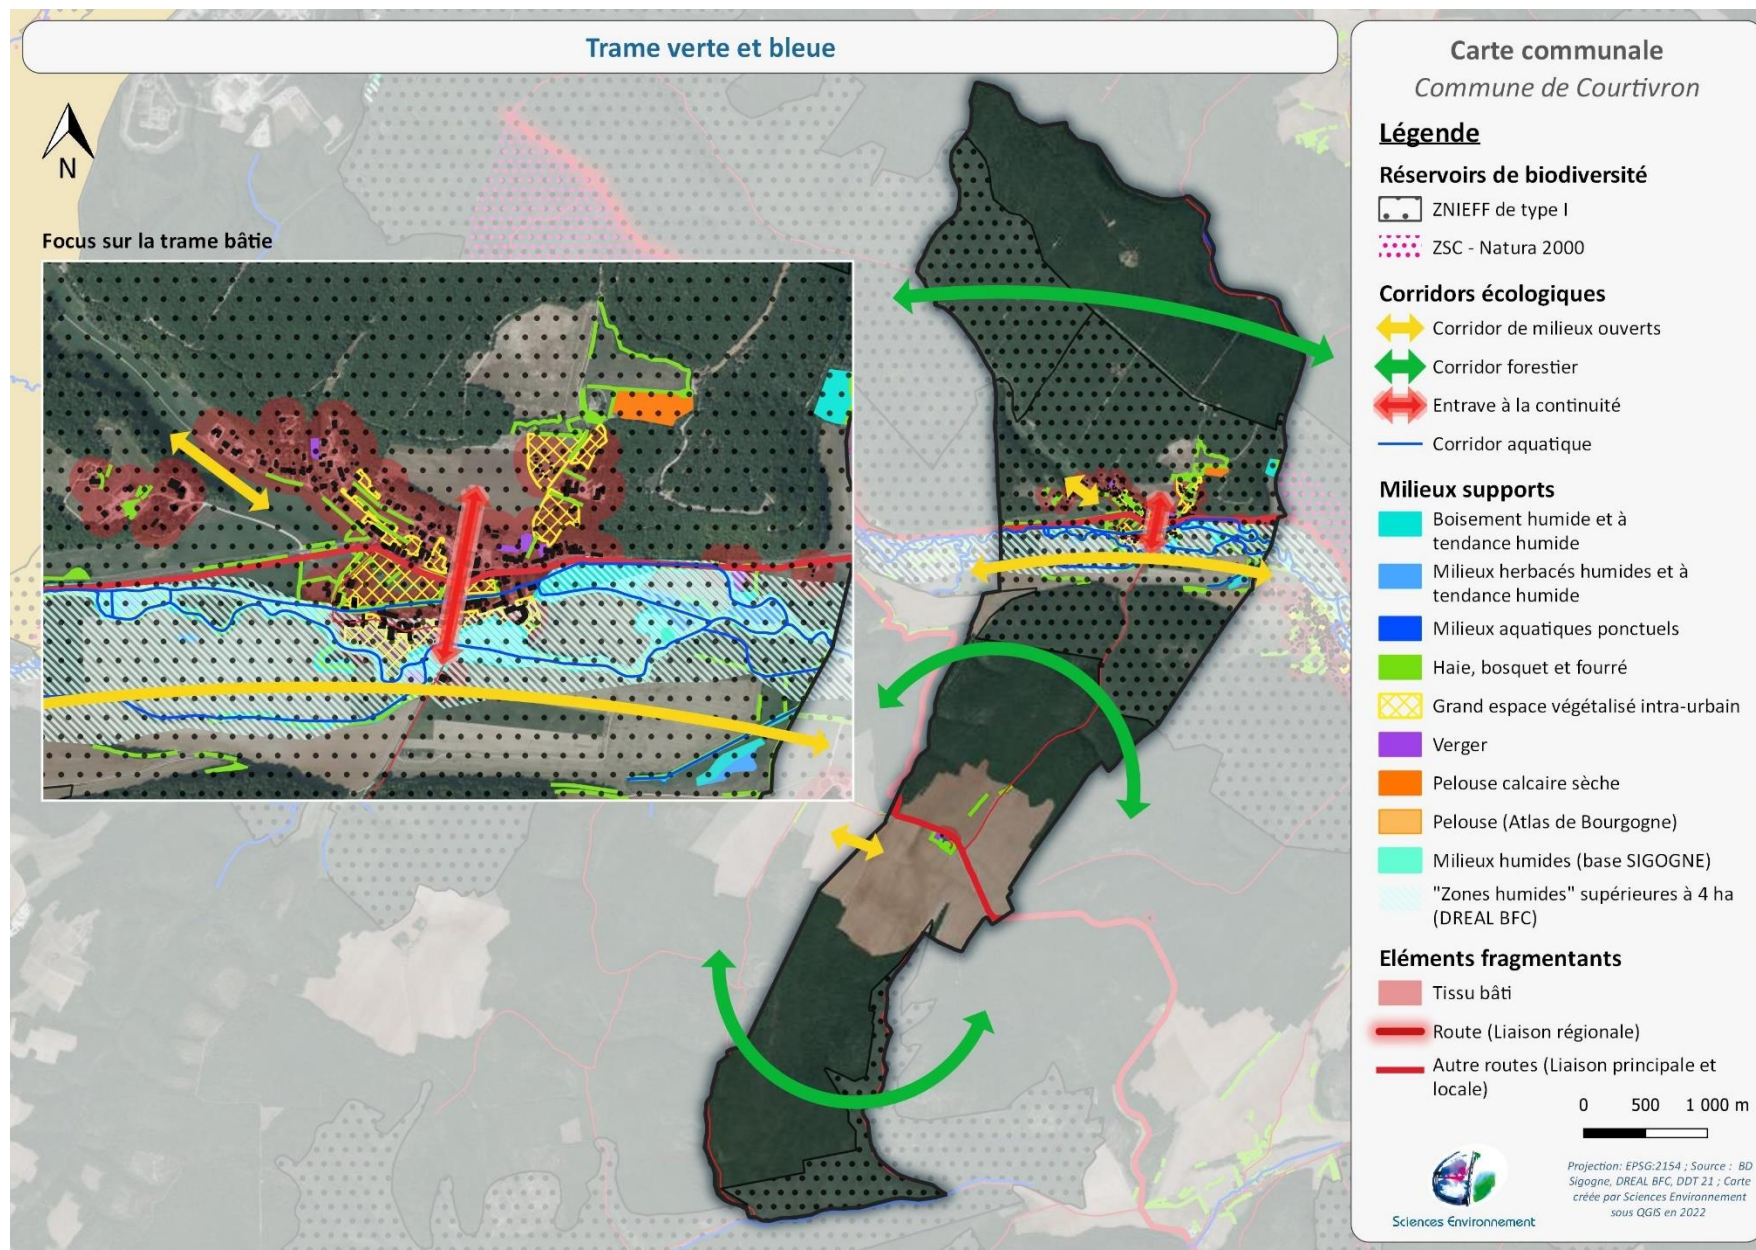 Trame verte et bleue
N
Focus sur la trame bâtie
Carte communale
Commune de Courtivron
Légende
Réservoirs de biodiversité
ZNIEFF de type I
ZSC - Natura 2000
Corridors écologiques
Corridor de milieux ouverts
Corridor forestier
Entrave à la continuité
Corridor aquatique
Milieux supports
Boisement humide et à
tendance humide
Milieux herbacés humides et à
tendance humide
Milieux aquatiques ponctuels
Haie, bosquet et fourré
Grand espace végétalisé intra-urbain
Verger
Pelouse calcaire sèche
Pelouse (Atlas de Bourgogne)
Milieux humides (base SIGOGNE)
"Zones humides" supérieures à 4 ha
(DREAL BFC)
Eléments fragmentants
Tissu bâti
Route (Liaison régionale)
Autre routes (Liaison principale et
locale)
0 500 1 000 m
Projection: EPSG:2154 ; Source : BD
Sigogne, DREAL BFC, DDT 21 ; Carte
créée par Sciences Environnement
sous QGIS en 2022
Sciences Environnement